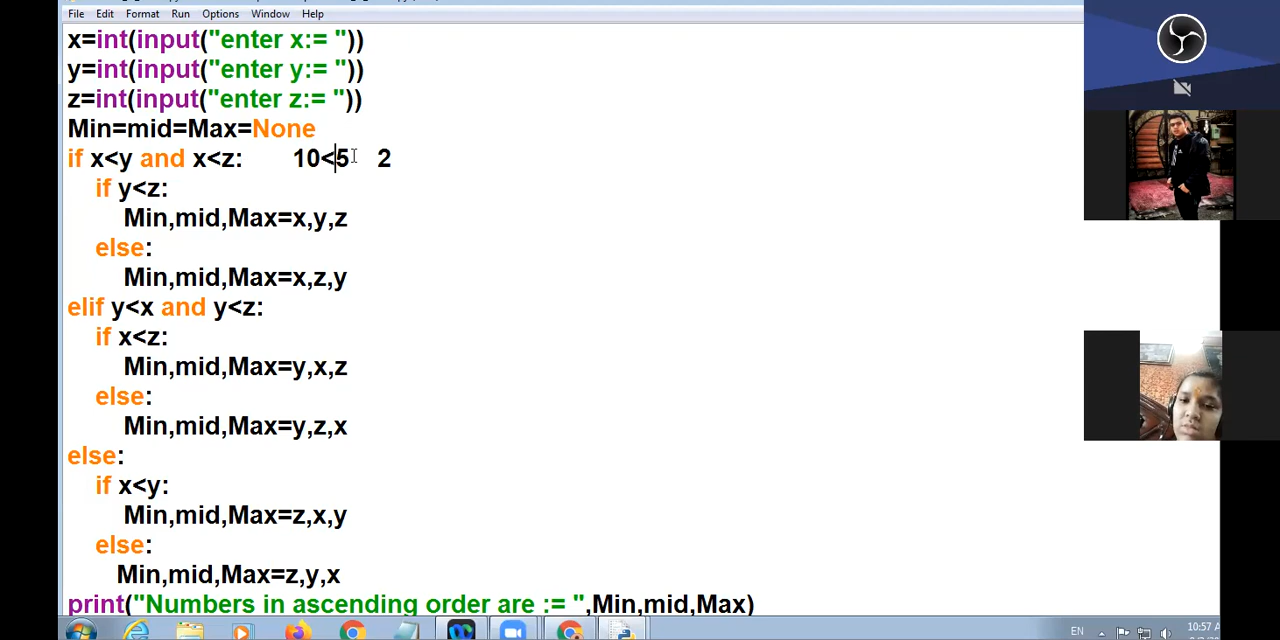 File Edit Format Run Options Window Help
x=int(input("enter x:= "))
y=int(input("enter y:= "))
z=int(input("enter z:= "))
Min=mid=Max=None
if x<y and x<z: 10<5 2
if y<z:
Min,mid,Max=x,y,z
else:
Min,mid,Max=x,z,y
elif y<x and y<z:
if x<z:
Min,mid,Max=y,x,z
else:
Min,mid,Max=y,z,x
else:
if x<y:
Min,mid,Max=z,x,y
else:
Min,mid,Max=z,y,x
print("Numbers in ascending order are := ",Min,mid,Max)
EN 10:57 AM